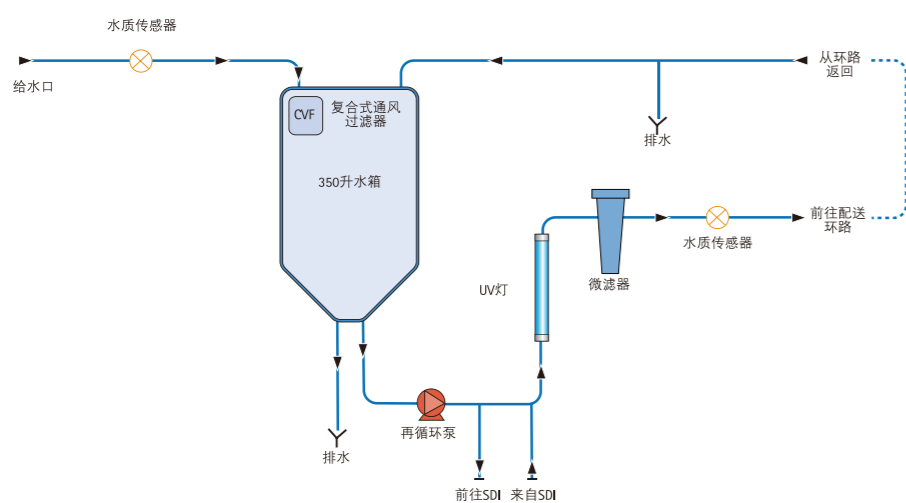 水质传感器
给水口
CVF
复合式通风
过滤器
350升水箱
从环路
返回
排水
前往配送
环路
水质传感器
微滤器
UV灯
再循环泵
排水
前往SDI
来自SDI